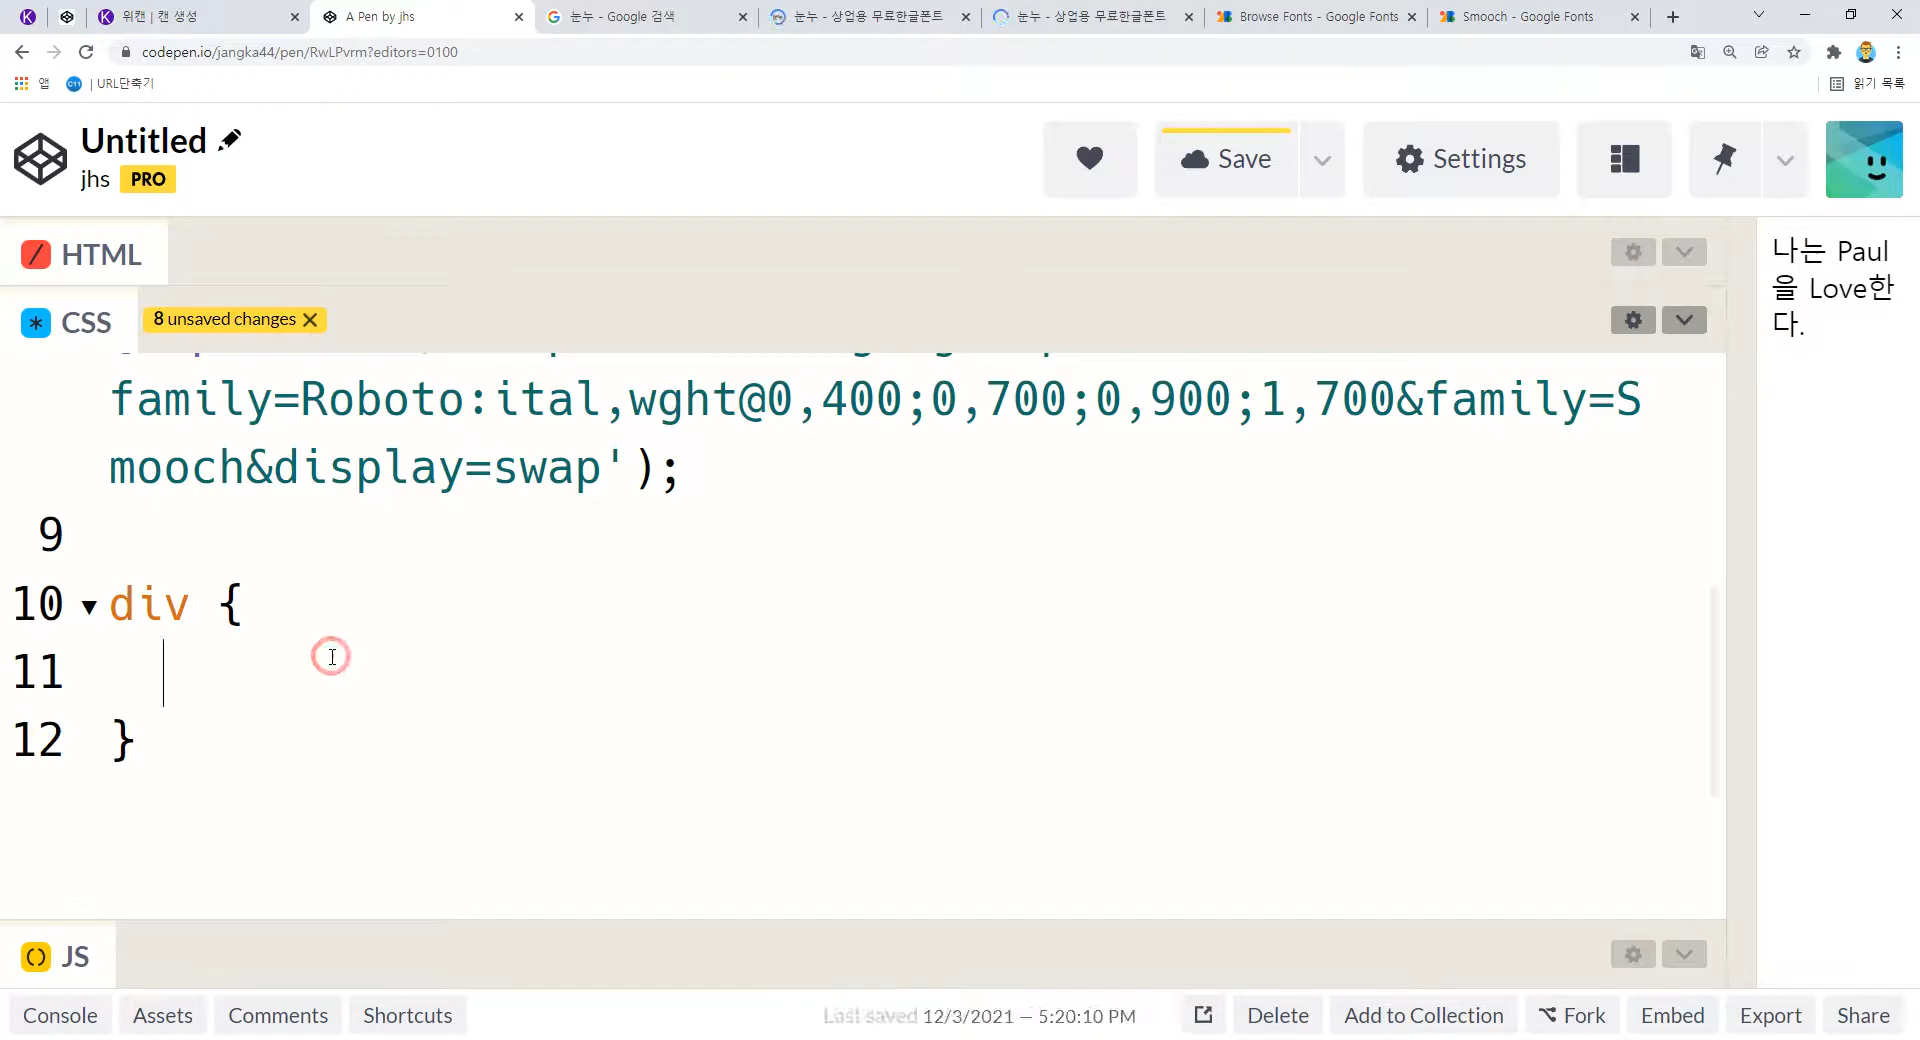 위캔 | 캔 생성
A Pen by jhs
눈누 - Google 검색
눈누 - 상업용 무료한글폰트
눈누 - 상업용 무료한글폰트
Browse Fonts - Google Fonts
Smooch - Google Fonts
codepen.io/jangka44/pen/RwLPvrm?editors=0100
앱
| URL단축기
읽기 목록
Untitled
jhs PRO
Save
Settings
HTML
나는 Paul
을 Love한
다.
CSS
8 unsaved changes
family=Roboto:ital,wght@0,400;0,700;0,900;1,700&family=S
mooch&display=swap');
9
10 div {
11
12 }
JS
Console
Assets
Comments
Shortcuts
Last saved 12/3/2021 — 5:20:10 PM
Delete
Add to Collection
Fork
Embed
Export
Share